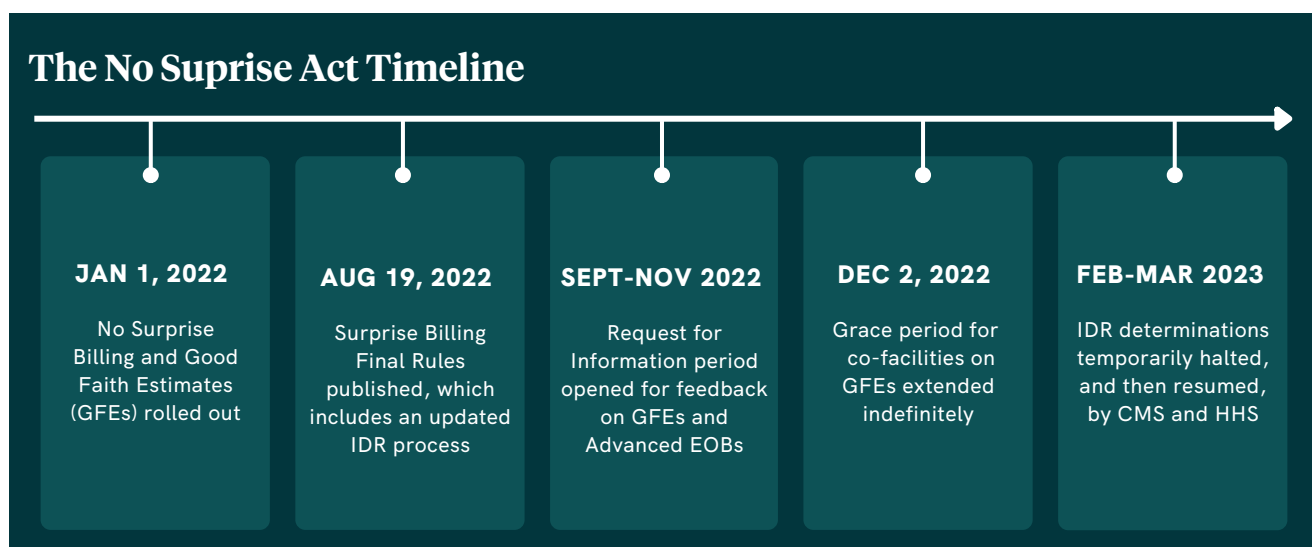 The No Suprise Act Timeline
JAN 1, 2022
No Surprise
Billing and Good
Faith Estimates
(GFEs) rolled out
AUG 19, 2022
Surprise Billing
Final Rules
published, which
includes an updated
IDR process
SEPT-NOV 2022
Request for
Information period
opened for feedback
on GFEs and
Advanced EOBs
DEC 2, 2022
Grace period for
co-facilities on
GFEs extended
indefinitely
FEB-MAR 2023
IDR determinations
temporarily halted,
and then resumed,
by CMS and HHS